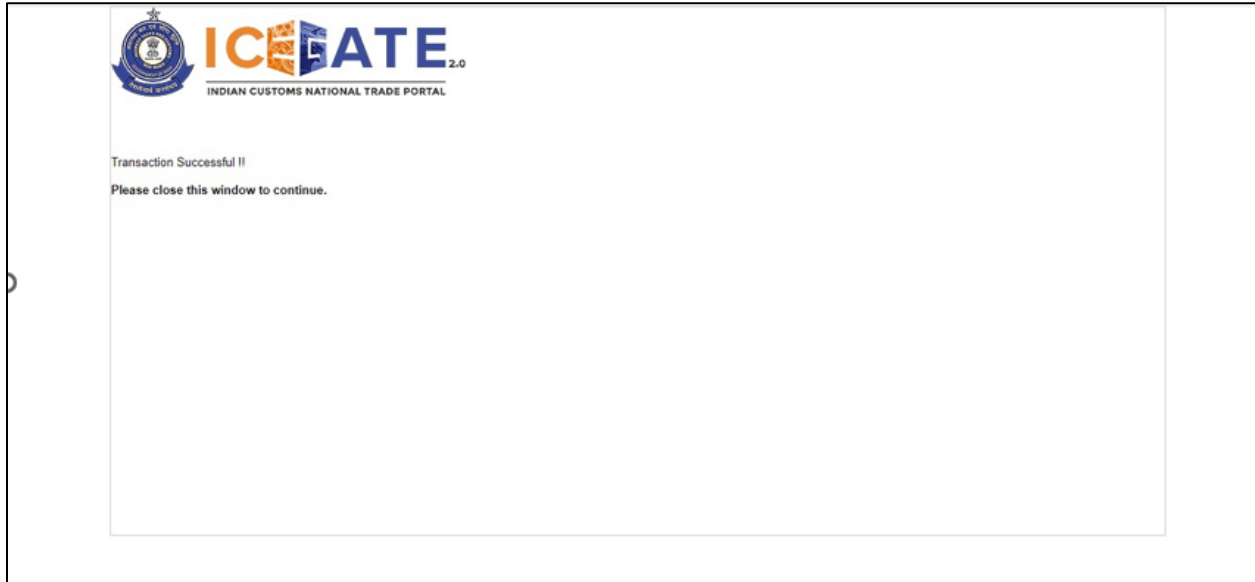 ICEGATE 2.0
INDIAN CUSTOMS NATIONAL TRADE PORTAL
Transaction Successful !!
Please close this window to continue.